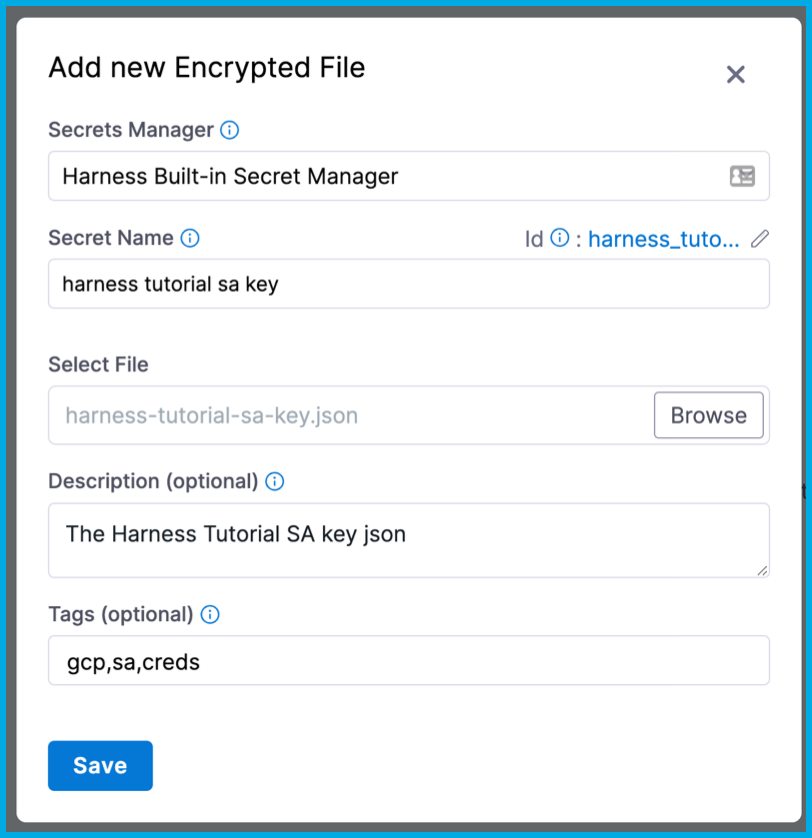 Add new Encrypted File
Secrets Manager
Harness Built-in Secret Manager
Secret Name
Id : harness_tuto...
harness tutorial sa key
Select File
harness-tutorial-sa-key.json
Browse
Description (optional)
The Harness Tutorial SA key json
Tags (optional)
gcp,sa,creds
Save